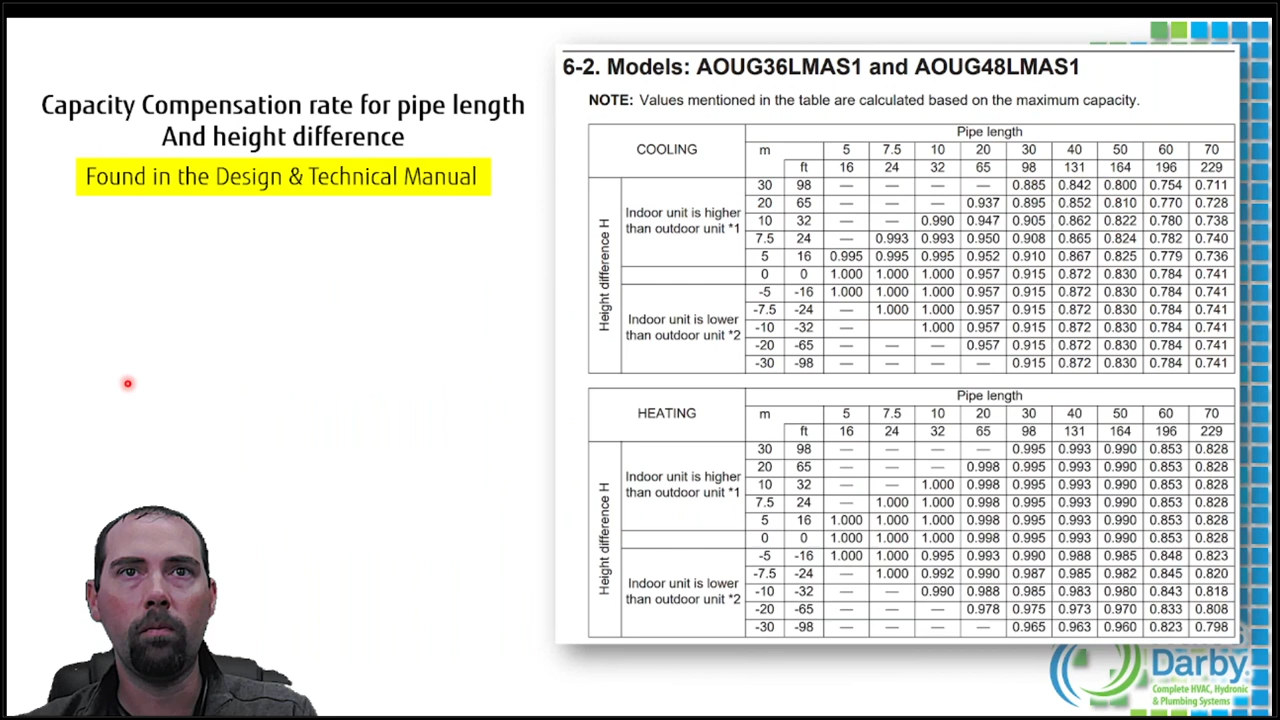 Capacity Compensation rate for pipe length
And height difference
Found in the Design & Technical Manual
6-2. Models: AOUG36LMAS1 and AOUG48LMAS1
NOTE: Values mentioned in the table are calculated based on the maximum capacity.
COOLING
Pipe length
m 5 7.5 10 20 30 40 50 60 70
ft 16 24 32 65 98 131 164 196 229
Height difference H
Indoor unit is higher
than outdoor unit *1
30 98 — — — — 0.885 0.842 0.800 0.754 0.711
20 65 — — — 0.937 0.895 0.852 0.810 0.770 0.728
10 32 — — 0.990 0.947 0.905 0.862 0.822 0.780 0.738
7.5 24 — 0.993 0.993 0.950 0.908 0.865 0.824 0.782 0.740
5 16 0.995 0.995 0.995 0.952 0.910 0.867 0.825 0.779 0.736
0 0 1.000 1.000 1.000 0.957 0.915 0.872 0.830 0.784 0.741
Indoor unit is lower
than outdoor unit *2
-5 -16 1.000 1.000 1.000 0.957 0.915 0.872 0.830 0.784 0.741
-7.5 -24 — 1.000 1.000 0.957 0.915 0.872 0.830 0.784 0.741
-10 -32 — 1.000 0.957 0.915 0.872 0.830 0.784 0.741
-20 -65 — — — 0.957 0.915 0.872 0.830 0.784 0.741
-30 -98 — — — — 0.915 0.872 0.830 0.784 0.741
HEATING
Pipe length
m 5 7.5 10 20 30 40 50 60 70
ft 16 24 32 65 98 131 164 196 229
Height difference H
Indoor unit is higher
than outdoor unit *1
30 98 — — — — 0.995 0.993 0.990 0.853 0.828
20 65 — — — 0.998 0.995 0.993 0.990 0.853 0.828
10 32 — — 1.000 0.998 0.995 0.993 0.990 0.853 0.828
7.5 24 — 1.000 1.000 0.998 0.995 0.993 0.990 0.853 0.828
5 16 1.000 1.000 1.000 0.998 0.995 0.993 0.990 0.853 0.828
0 0 1.000 1.000 1.000 0.998 0.995 0.993 0.990 0.853 0.828
Indoor unit is lower
than outdoor unit *2
-5 -16 1.000 1.000 0.995 0.993 0.990 0.988 0.985 0.848 0.823
-7.5 -24 — 1.000 0.992 0.990 0.987 0.985 0.982 0.845 0.820
-10 -32 — — 0.990 0.988 0.985 0.983 0.980 0.843 0.818
-20 -65 — — — 0.978 0.975 0.973 0.970 0.833 0.808
-30 -98 — — — — 0.965 0.963 0.960 0.823 0.798
Darby
Complete HVAC, Hydronic
& Plumbing Systems